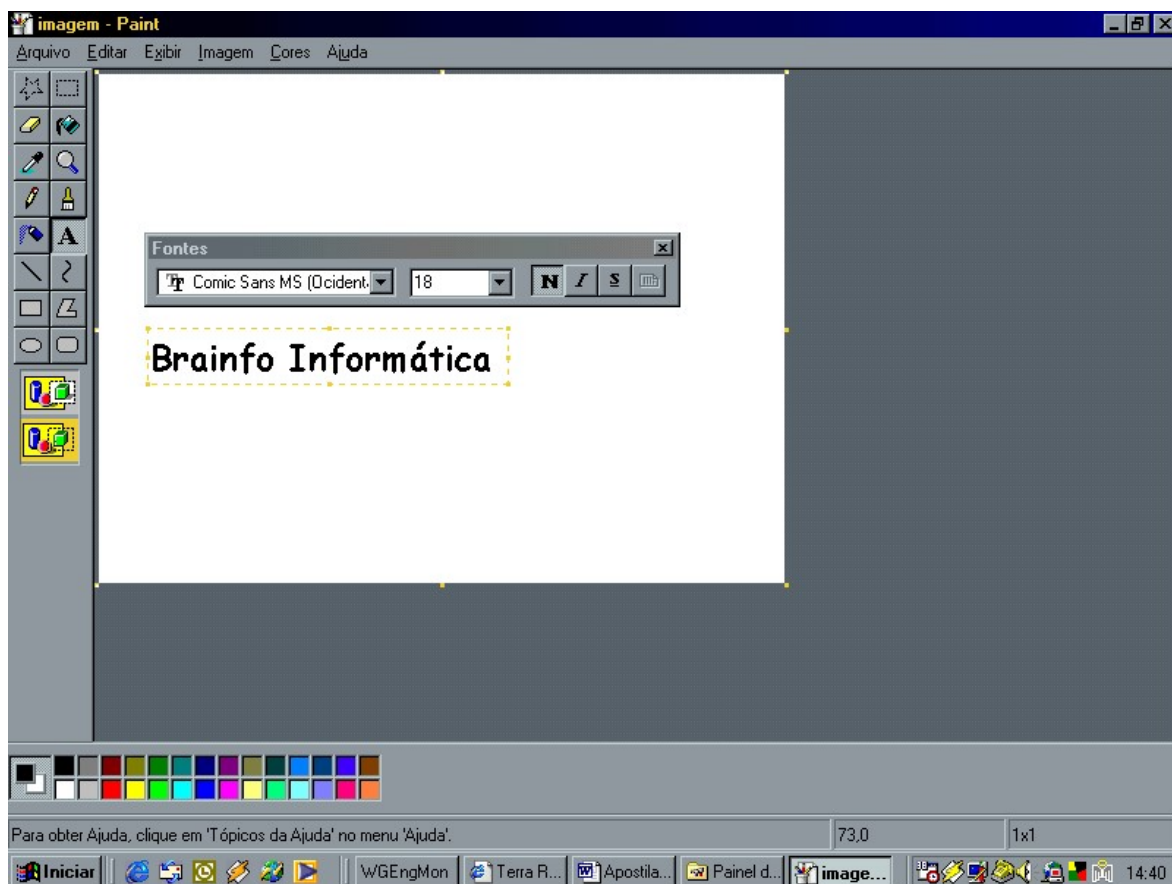 imagem - Paint
Arquivo Editar Exibir Imagem Cores Ajuda
A
Fontes
Comic Sans MS (Ocident. 18 N I S
Brainfo Informática
Para obter Ajuda, clique em 'Tópicos da Ajuda' no menu 'Ajuda'. 73,0 1x1
Iniciar WGEngMon Terra R... Apostila... Painel d... image... 14:40